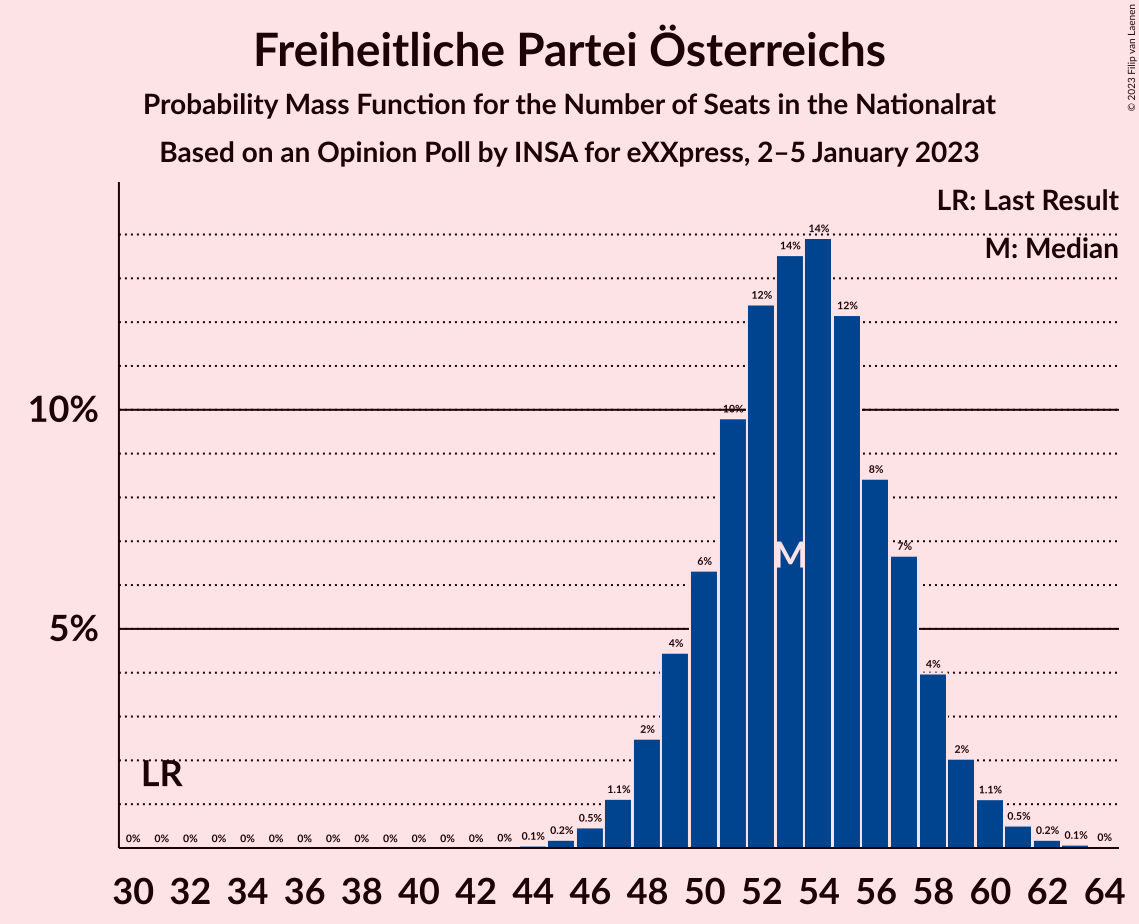 Freiheitliche Partei Österreichs
Probability Mass Function for the Number of Seats in the Nationalrat
Based on an Opinion Poll by INSA for eXXpress, 2–5 January 2023
© 2023 Filip van Laenen
LR: Last Result
M: Median
10%
5%
0% 0% 0% 0% 0% 0% 0% 0% 0% 0% 0% 0% 0% 0% 0.1% 0.2% 0.5% 1.1% 2% 4% 6% 10% 12% 14% 14% 12% 8% 7% 4% 2% 1.1% 0.5% 0.2% 0.1% 0%
M
LR
30 32 34 36 38 40 42 44 46 48 50 52 54 56 58 60 62 64